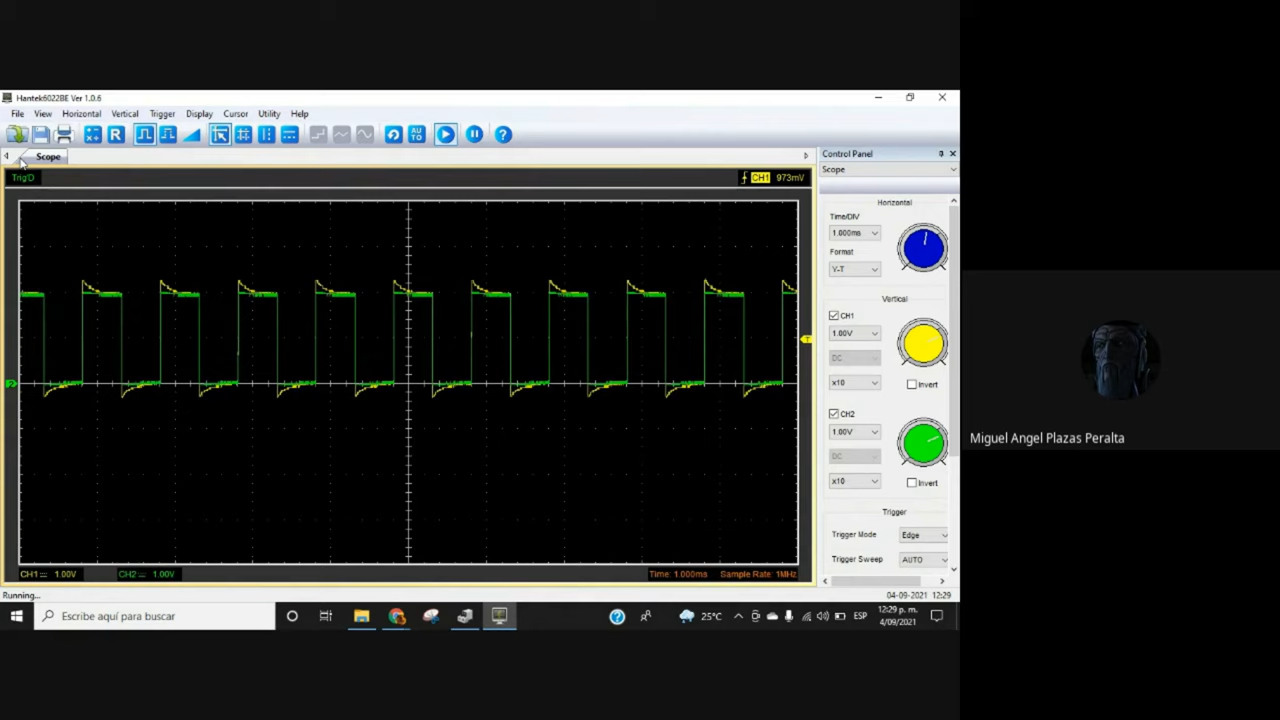 Hantek6022BE Ver 1.0.6
File View Horizontal Vertical Trigger Display Cursor Utility Help
R AUTO ?
Scope
Trig'D
CH1 973mV
T
2
CH1 1.00V CH2 1.00V Time: 1.000ms Sample Rate: 1MHz
Control Panel
Scope
Horizontal
Time/DIV
1.000ms
Format
Y-T
Vertical
CH1
1.00V
DC
x10
Invert
CH2
1.00V
DC
x10
Invert
Trigger
Trigger Mode Edge
Trigger Sweep AUTO
Running...
04-09-2021 12:29
Escribe aquí para buscar
25°C
ESP
12:29 p. m.
4/09/2021
Miguel Angel Plazas Peralta